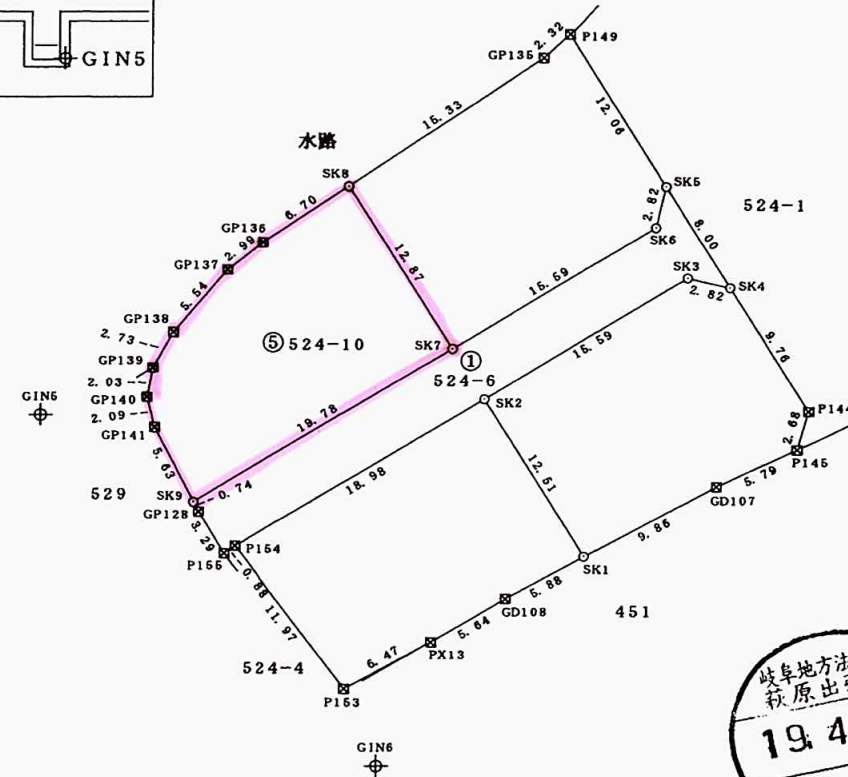 GIN5
2.32
P149
GP135
15.33
12.06
水路
SK8
SK5
6.70
2.82
524-1
GP136
2.99
SK6
8.00
GP137
12.87
SK3
5.54
15.59
2.82
SK4
GP138
2.73
⑤524-10
SK7
①
15.59
9.76
GP139
524-6
2.03
GP140
SK2
GIN5
2.09
19.78
P144
GP141
2.68
5.63
18.98
P145
12.51
5.79
529
SK9
0.74
GD107
GP128
3.29
9.86
P154
P155
0.88
SK1
5.88
11.97
GD108
451
5.64
6.47
PX13
524-4
P153
岐阜地方法
萩原出張
19.4
GIN6